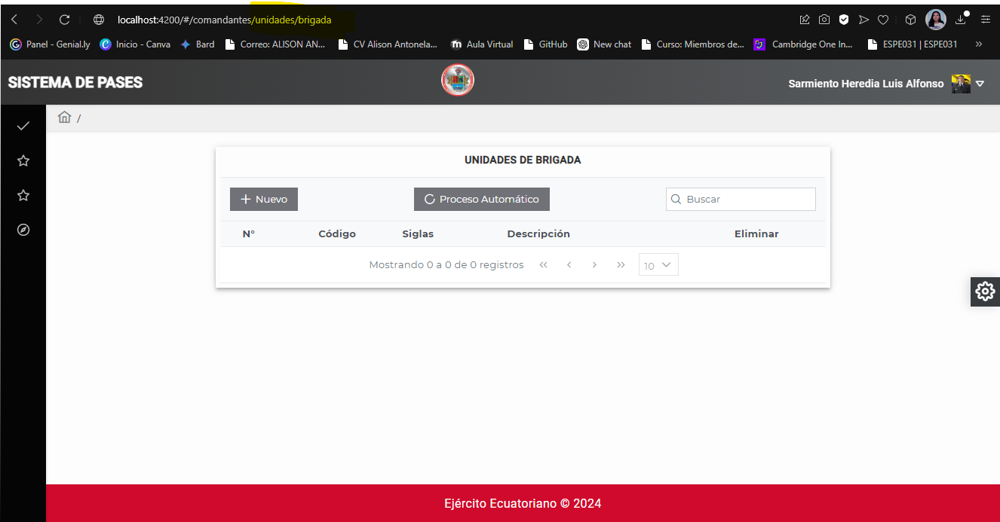 localhost:4200/#/comandantes/unidades/brigada
Panel - Genial.ly Inicio - Canva Bard Correo: ALISON AN... CV Alison Antonela... Aula Virtual GitHub New chat Curso: Miembros de... Cambridge One In... ESPE031 | ESPE031 »
SISTEMA DE PASES
Sarmiento Heredia Luis Alfonso
/
UNIDADES DE BRIGADA
+ Nuevo Proceso Automático Buscar
N° Código Siglas Descripción Eliminar
Mostrando 0 a 0 de 0 registros « ‹ › » 10
Ejército Ecuatoriano © 2024